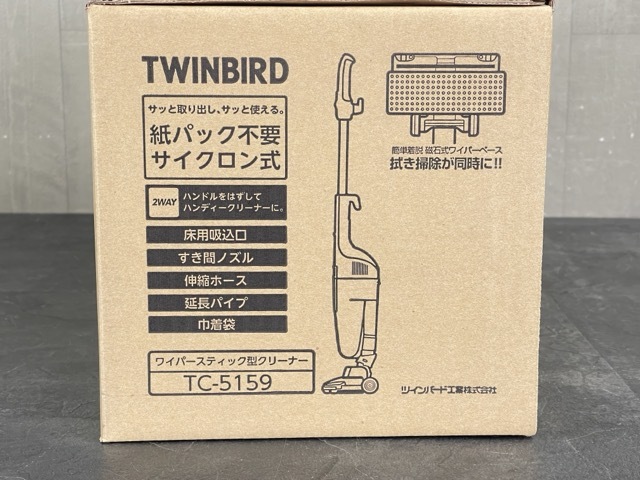 TWINBIRD
サッと取り出し、サッと使える。
紙パック不要
サイクロン式
2WAY
ハンドルをはずして
ハンディークリーナーに。
床用吸込口
すき間ノズル
伸縮ホース
延長パイプ
巾着袋
ワイパースティック型クリーナー
TC-5159
簡単着脱 磁石式ワイパーベース
拭き掃除が同時に!!
ツインバード工業株式会社